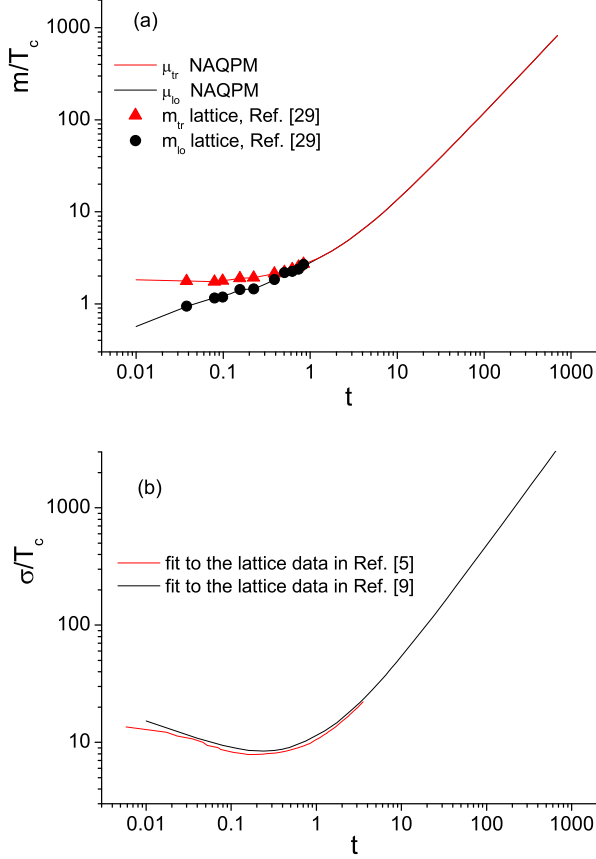 (a)
m/T_c
1000
100
10
1
μ_tr NAQPM
μ_lo NAQPM
m_tr lattice, Ref. [29]
m_lo lattice, Ref. [29]
0.01 0.1 1 10 100 1000
t
(b)
σ/T_c
1000
100
10
fit to the lattice data in Ref. [5]
fit to the lattice data in Ref. [9]
0.01 0.1 1 10 100 1000
t